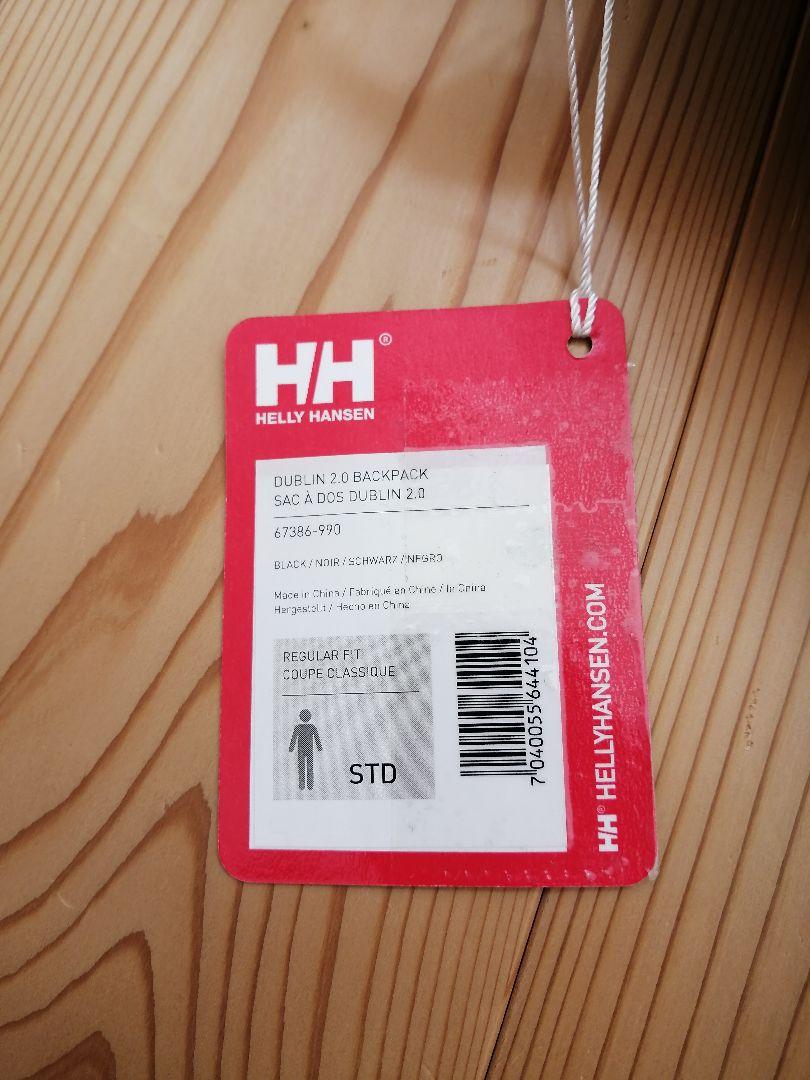 HH®
HELLY HANSEN
DUBLIN 2.0 BACKPACK
SAC À DOS DUBLIN 2.0
67386-990
BLACK / NOIR / SCHWARZ / NEGRO
Made in China / Fabriqué en Chine / In China
Hergestellt / Hecho en China
REGULAR FIT
COUPE CLASSIQUE
STD
7 040055 644104
HH® HELLYHANSEN.COM